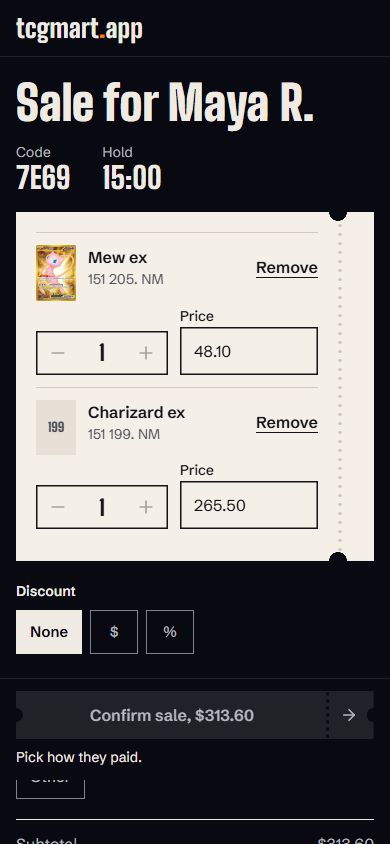 tcgmart.app
Sale for Maya R.
Code
Hold
7E69
15:00
Mew ex
151 205. NM
Remove
Price
1
48.10
199
Charizard ex
151 199. NM
Remove
Price
1
265.50
Discount
None
$
%
Confirm sale, $313.60
Pick how they paid.
Other
Subtotal
$313.60